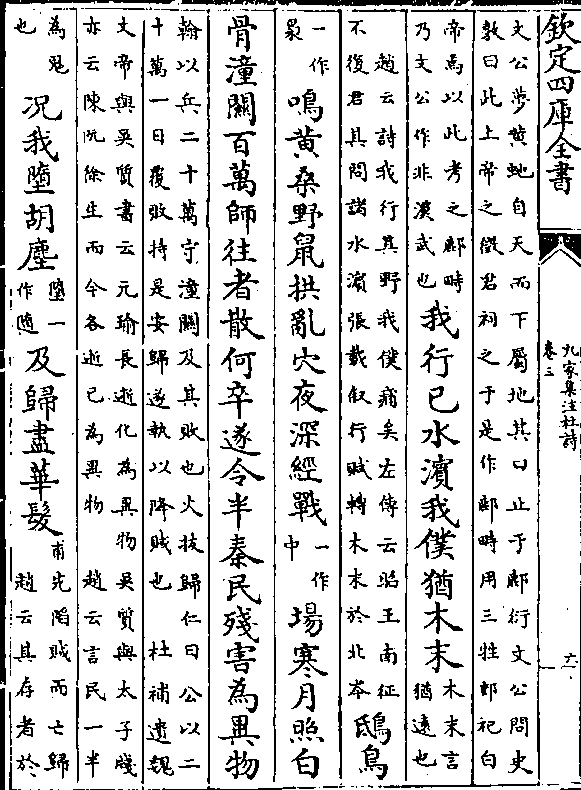 欽定四庫全書
九家集注杜詩
卷三
六
文公夢黄虵自天而下屬地其口止于鄜衍文公問史
敦曰此上帝之徵君祠之于是作鄜畤用三牲郊祀白
帝焉以此考之鄜畤
乃文公作非漢武也
我行已水濱我僕猶木末
木末言
猶遠也
趙云詩我行其野我僕痡矣左傳云昭王南征
不復君其問諸水濱張載叙行賦轉木末於北岑
鴟鳥
一作
梟
鳴黄桑野鼠拱亂穴夜深經戰
一作
中
場寒月照白
骨潼關百萬師往者散何卒遂令半秦民殘害為異物
翰以兵二十萬守潼關及其敗也火拔歸仁曰公以二
十萬一日覆敗持是安歸遂執以降賊也 杜補遺魏
文帝與吳質書云元瑜長逝化為異物吳質與太子牋
亦云陳阮徐生而今各逝已為異物 趙云言民一半
為鬼
也
況我墮胡塵
墮一
作隨
及歸盡華髮
甫先陷賊而亡歸
趙云其存者於